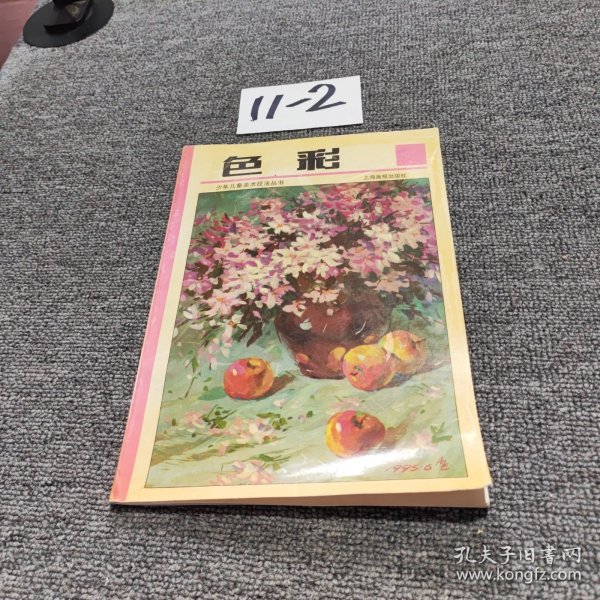 11-2
色彩
少年儿童美术技法丛书
上海画报出版社
1995.6
孔夫子旧书网
www.kongfz.com